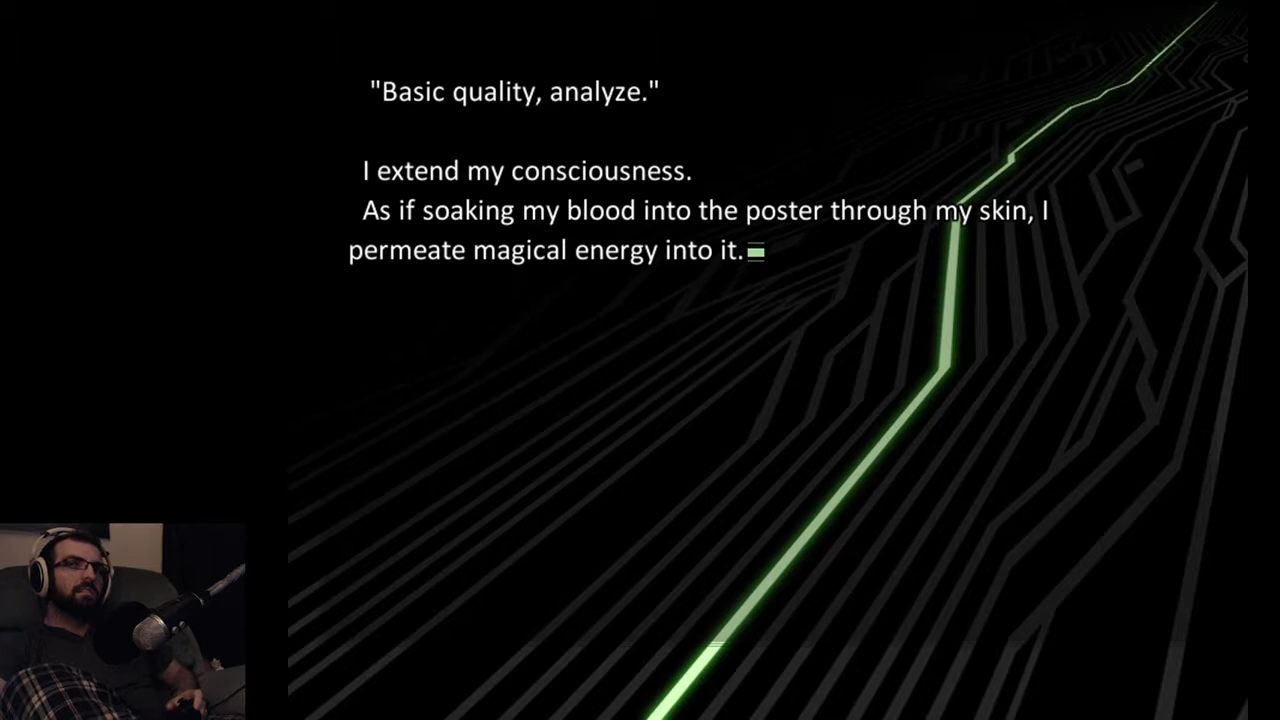 "Basic quality, analyze."
I extend my consciousness.
As if soaking my blood into the poster through my skin, I
permeate magical energy into it.